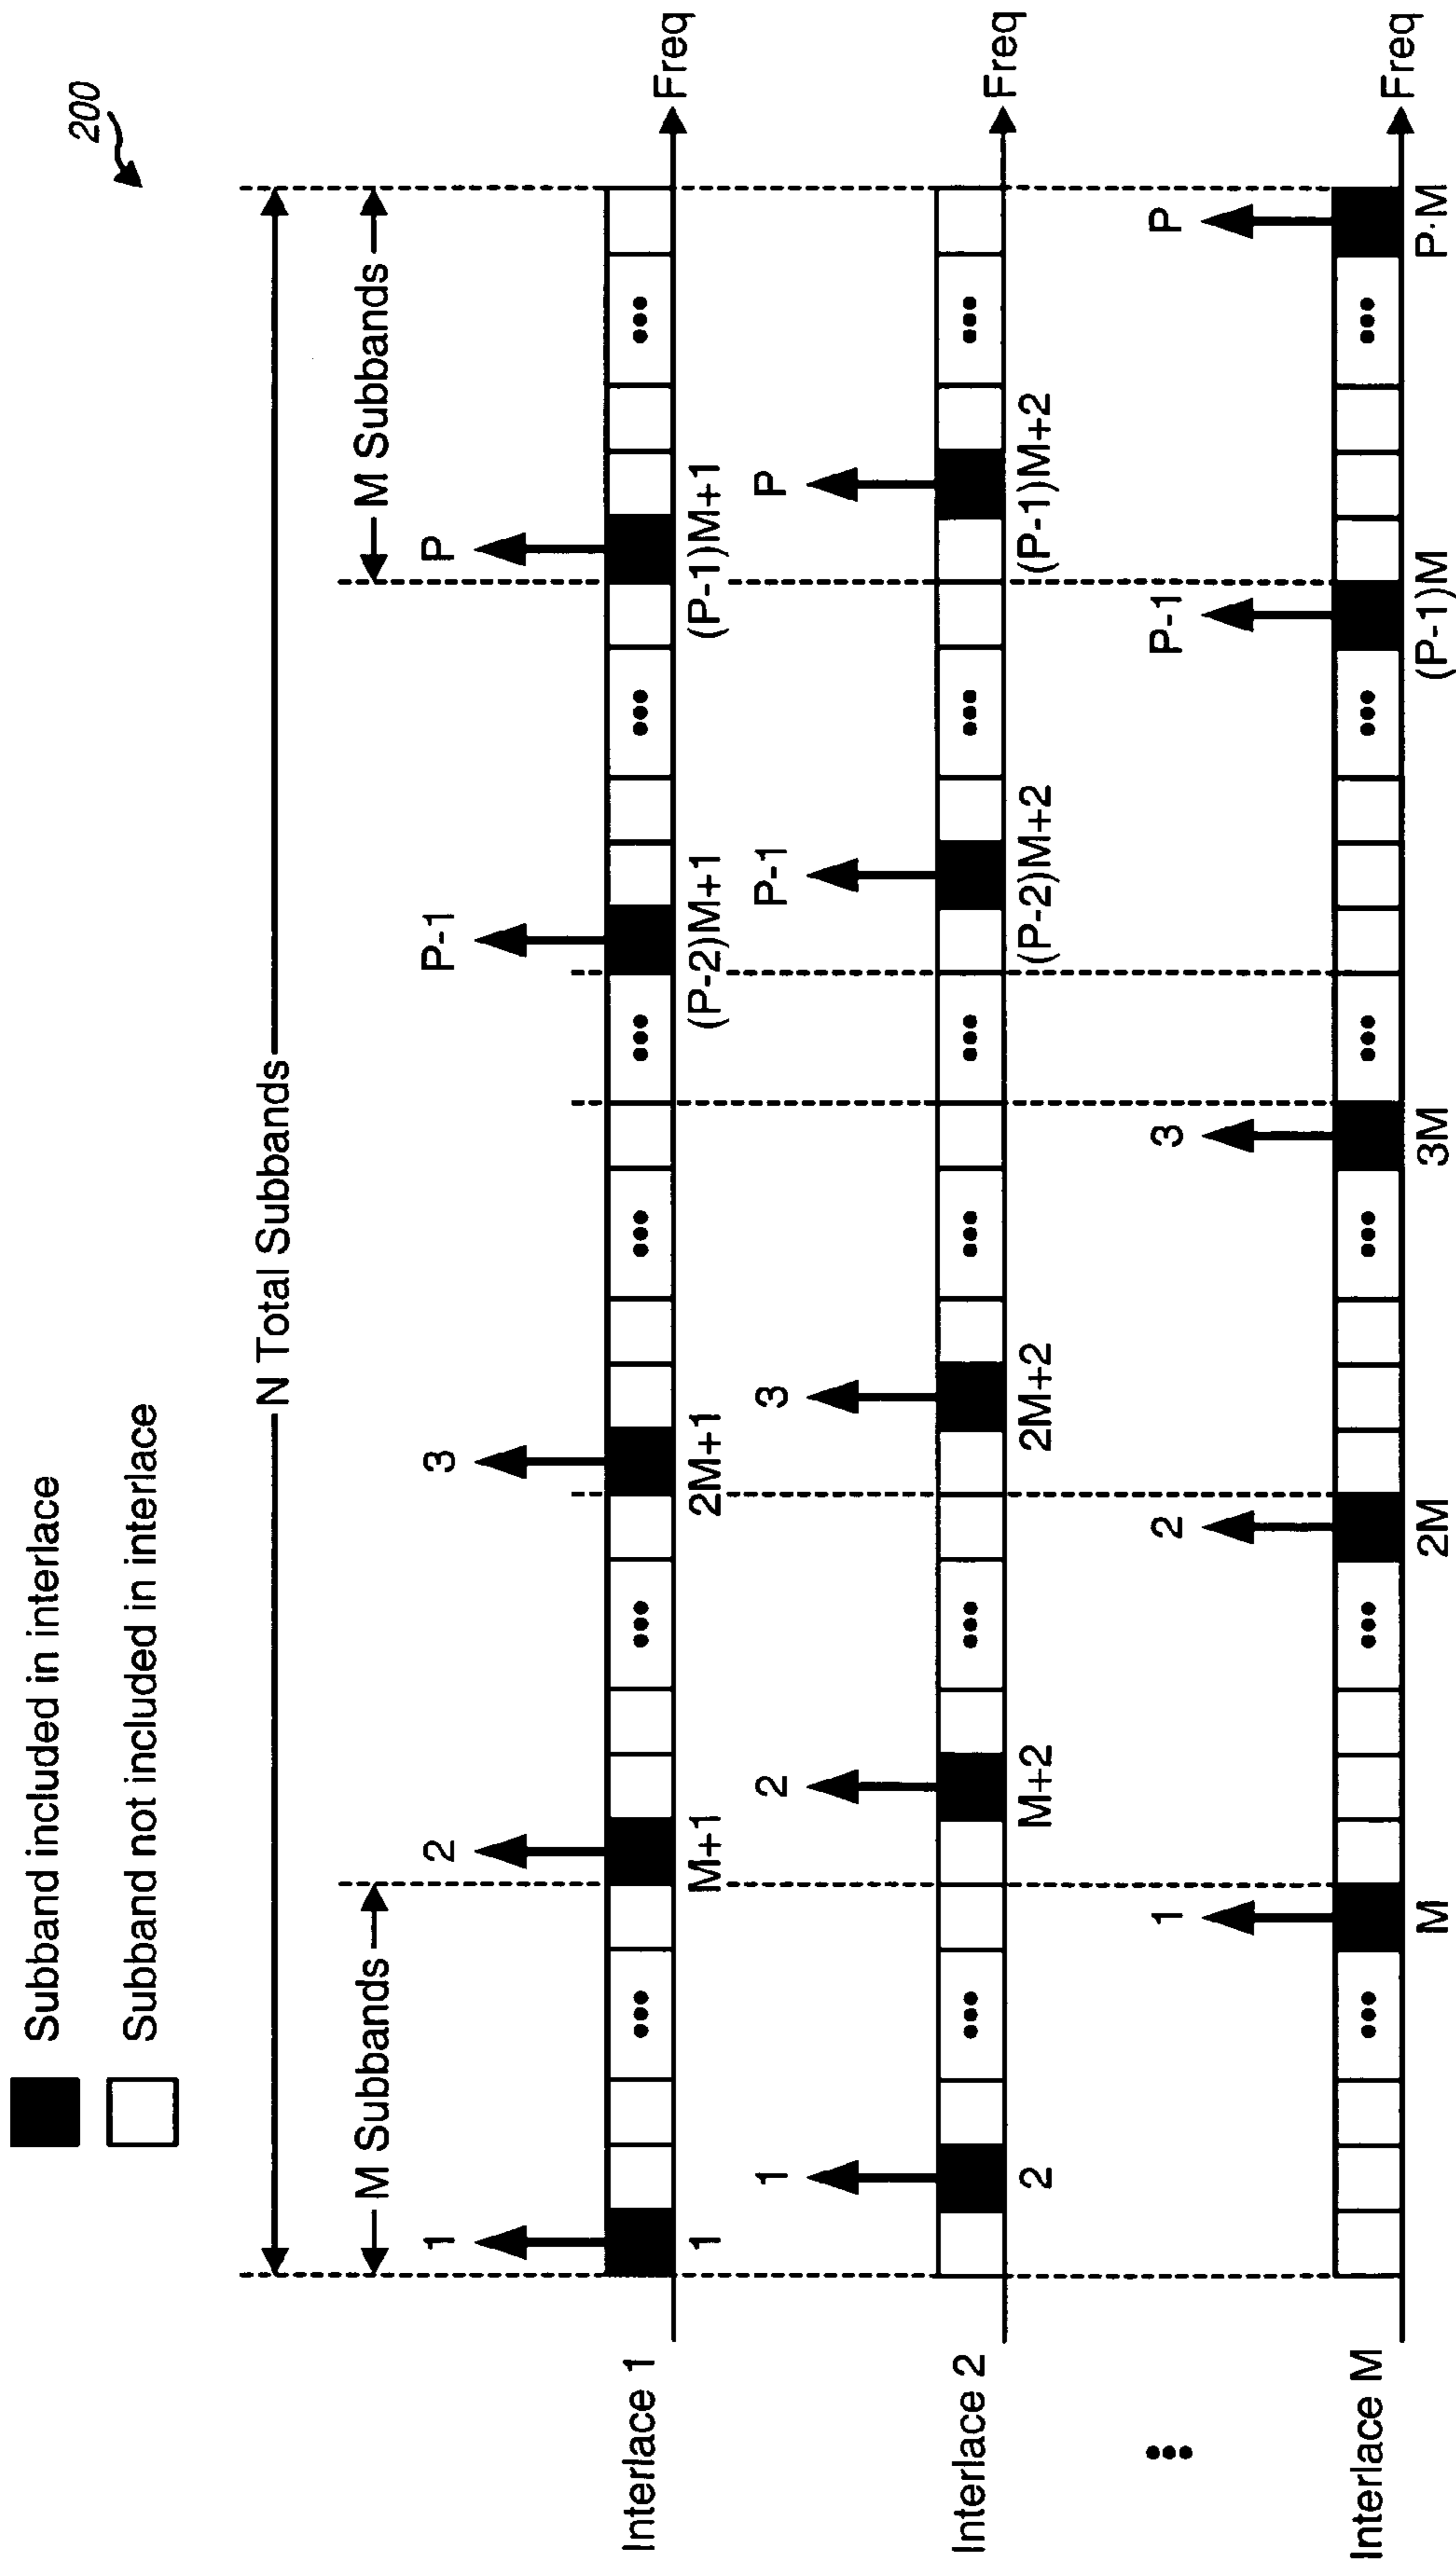 200
Subband included in interlace
Subband not included in interlace
N Total Subbands
M Subbands
M Subbands
1 2 3 P-1 P
Interlace 1
Freq
1 M+1 2M+1 (P-2)M+1 (P-1)M+1
1 2 3 P-1 P
Interlace 2
Freq
2 M+2 2M+2 (P-2)M+2 (P-1)M+2
1 2 3 P-1 P
Interlace M
Freq
M 2M 3M (P-1)M P·M